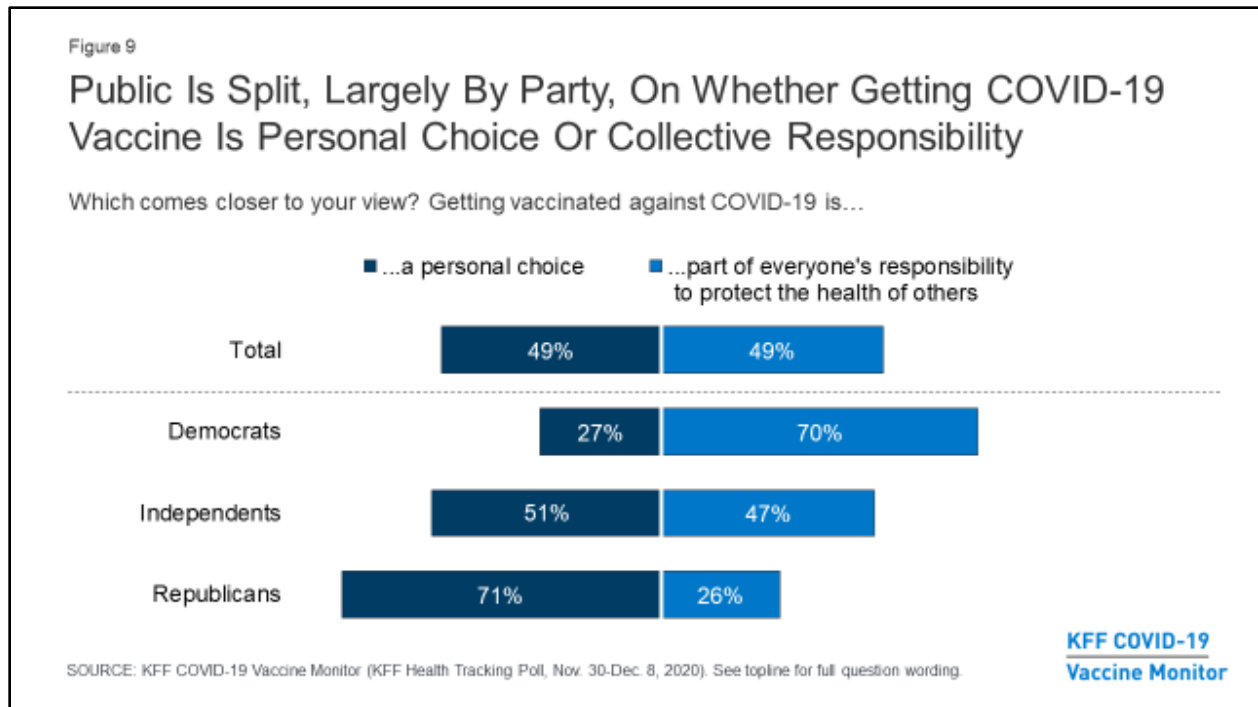 Figure 9
Public Is Split, Largely By Party, On Whether Getting COVID-19
Vaccine Is Personal Choice Or Collective Responsibility
Which comes closer to your view? Getting vaccinated against COVID-19 is…
...a personal choice
...part of everyone's responsibility
to protect the health of others
Total 49% 49%
Democrats 27% 70%
Independents 51% 47%
Republicans 71% 26%
SOURCE: KFF COVID-19 Vaccine Monitor (KFF Health Tracking Poll, Nov. 30-Dec. 8, 2020). See topline for full question wording.
KFF COVID-19
Vaccine Monitor